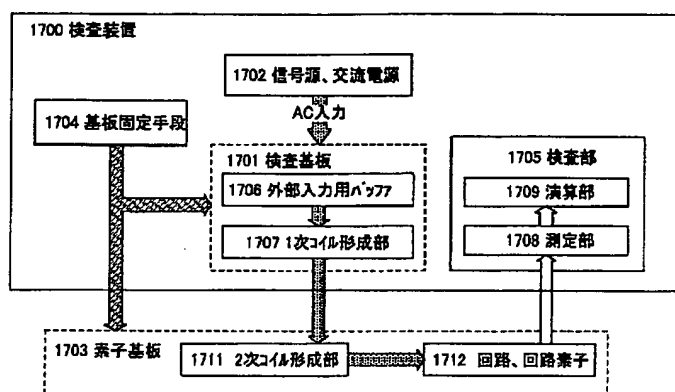 1700 検査装置
1702 信号源、交流電源
AC入力
1704 基板固定手段
1701 検査基板
1706 外部入力用バッファ
1707 1次コイル形成部
1705 検査部
1709 演算部
1708 測定部
1703 素子基板
1711 2次コイル形成部
1712 回路、回路素子